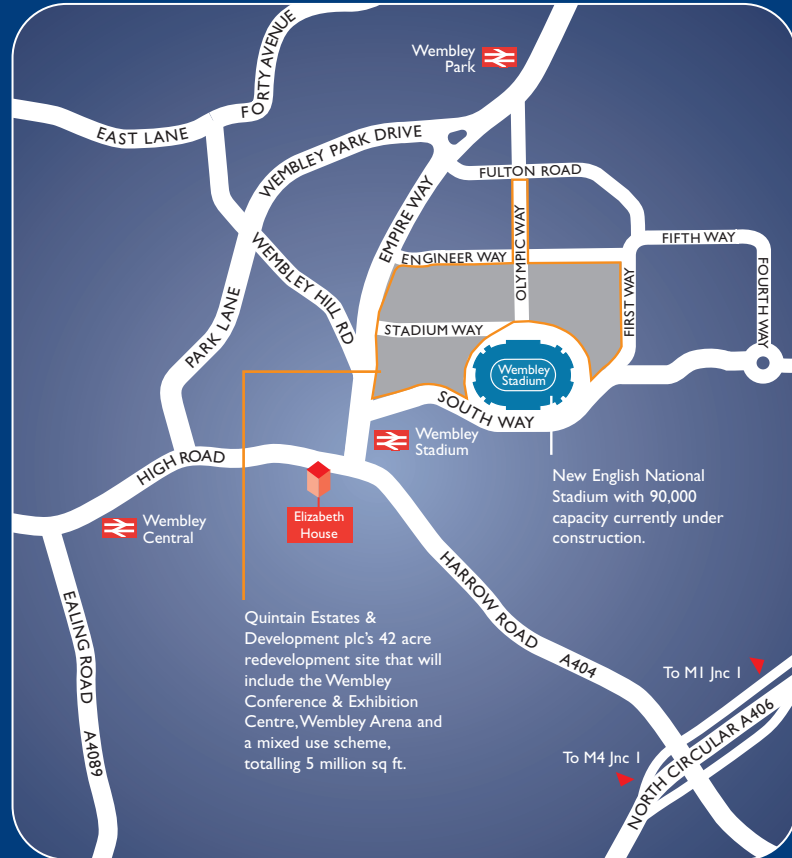 Wembley
Park
FORTY AVENUE
EAST LANE
WEMBLEY PARK DRIVE
FULTON ROAD
EMPIRE WAY
OLYMPIC WAY
WEMBLEY HILL RD
ENGINEER WAY
FIFTH WAY
FOURTH WAY
FIRST WAY
PARK LANE
STADIUM WAY
Wembley
Stadium
SOUTH WAY
Wembley
Stadium
HIGH ROAD
New English National
Stadium with 90,000
capacity currently under
construction.
Elizabeth
House
Wembley
Central
HARROW ROAD
A404
EALING ROAD
A4089
Quintain Estates &
Development plc's 42 acre
redevelopment site that will
include the Wembley
Conference & Exhibition
Centre, Wembley Arena and
a mixed use scheme,
totalling 5 million sq ft.
To M1 Jnc 1
To M4 Jnc 1
NORTH CIRCULAR A406